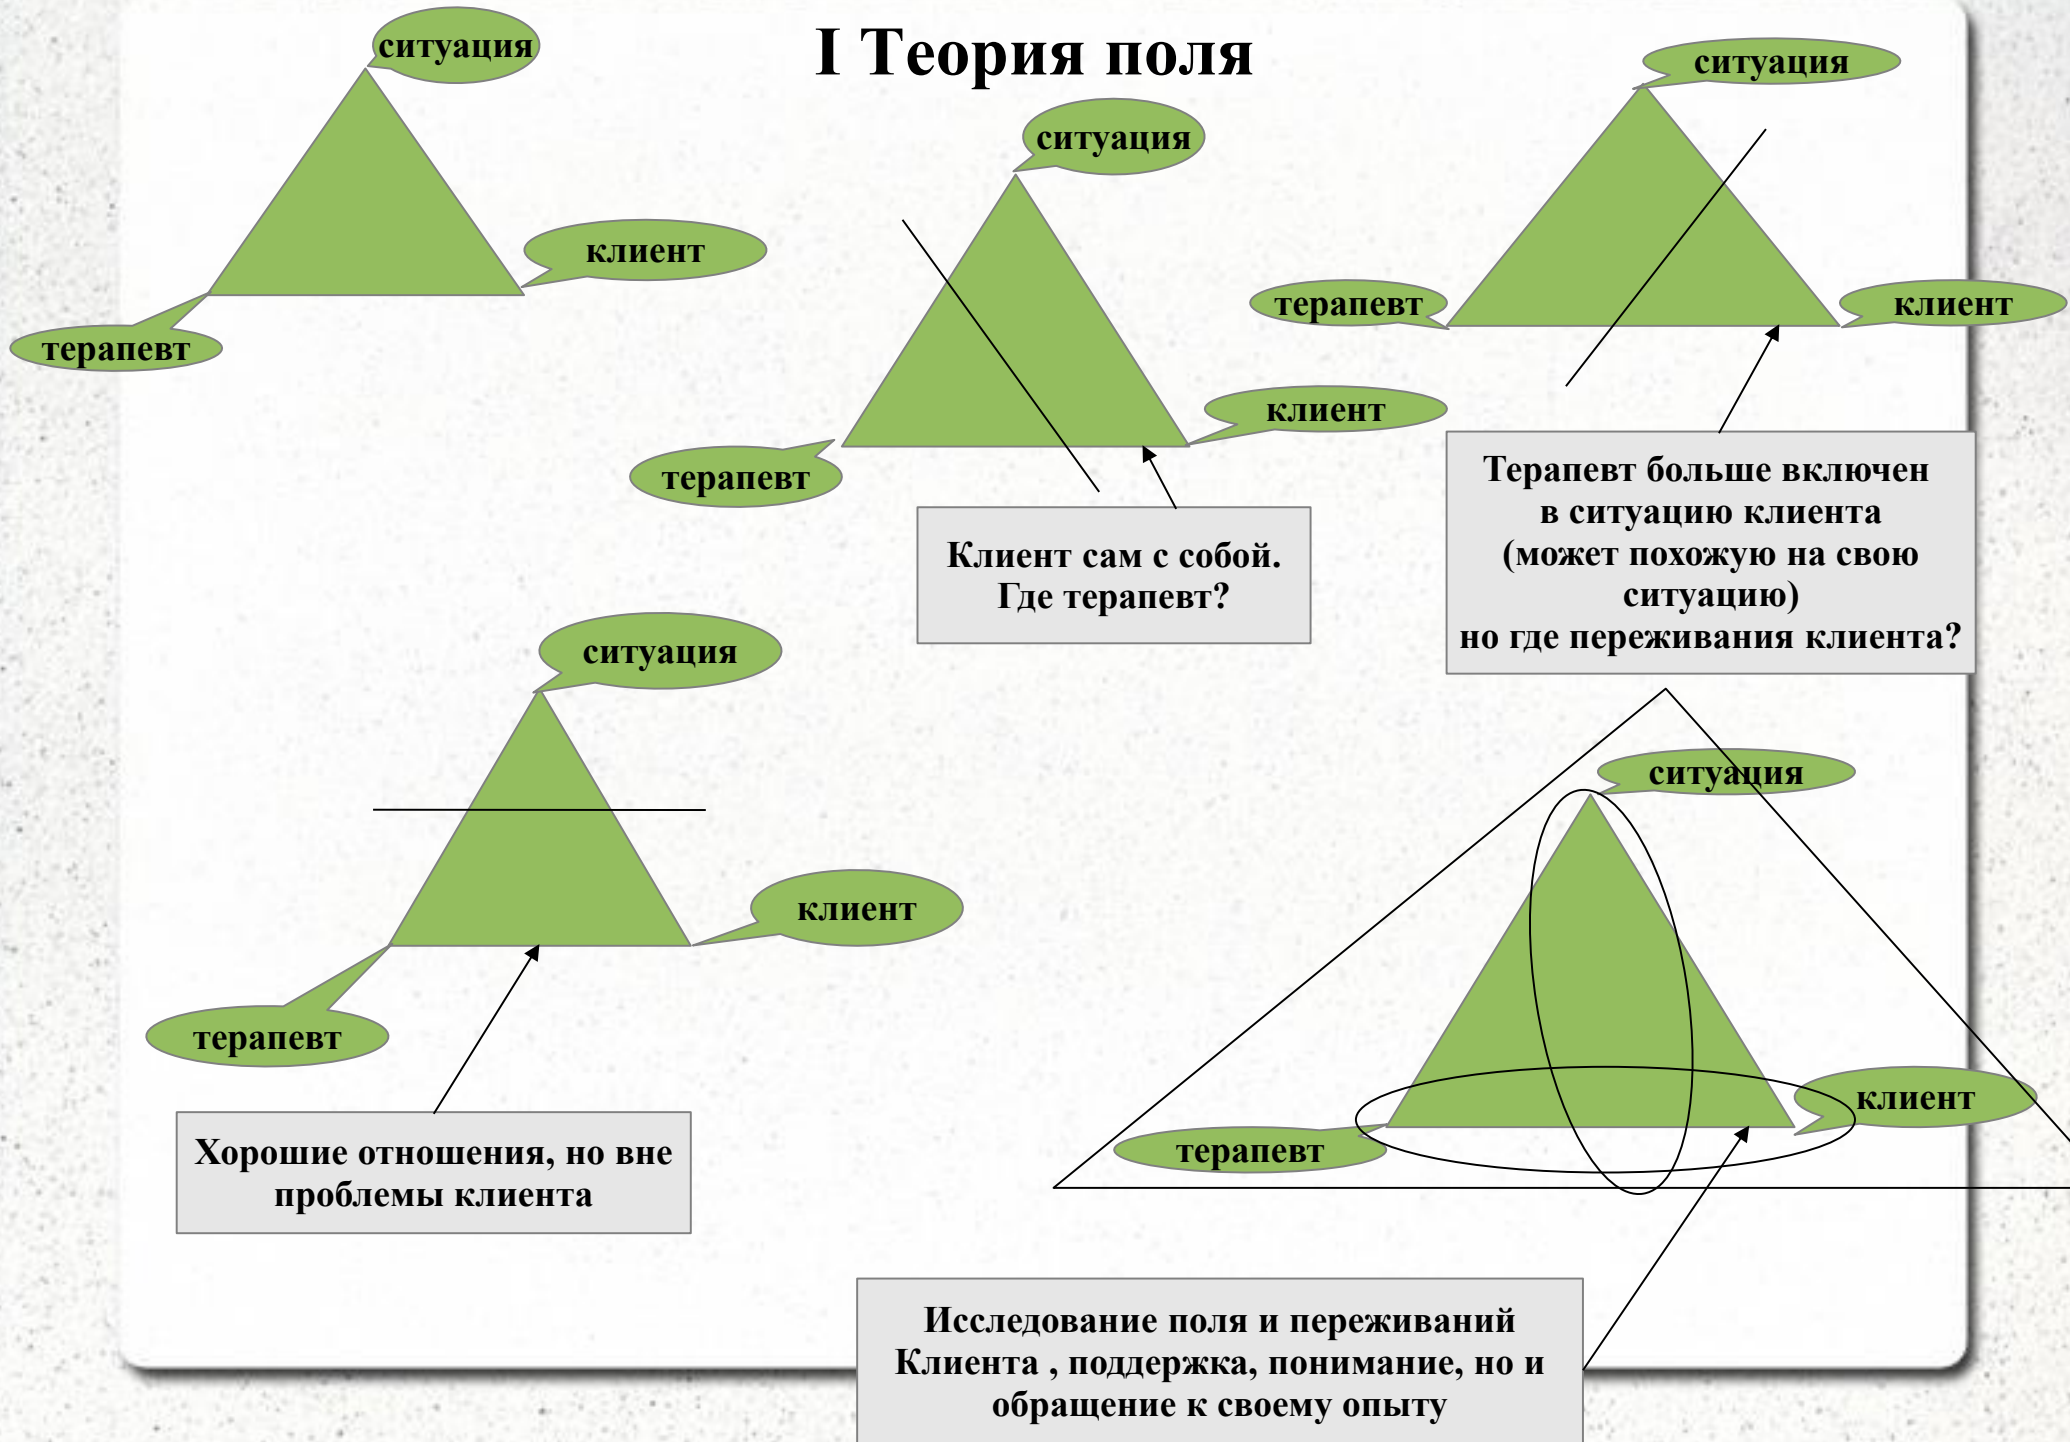 I Теория поля
ситуация
клиент
терапевт
ситуация
клиент
терапевт
Клиент сам с собой.
Где терапевт?
ситуация
терапевт
клиент
Терапевт больше включен
в ситуацию клиента
(может похожую на свою
ситуацию)
но где переживания клиента?
ситуация
клиент
терапевт
Хорошие отношения, но вне
проблемы клиента
ситуация
клиент
терапевт
Исследование поля и переживаний
Клиента , поддержка, понимание, но и
обращение к своему опыту